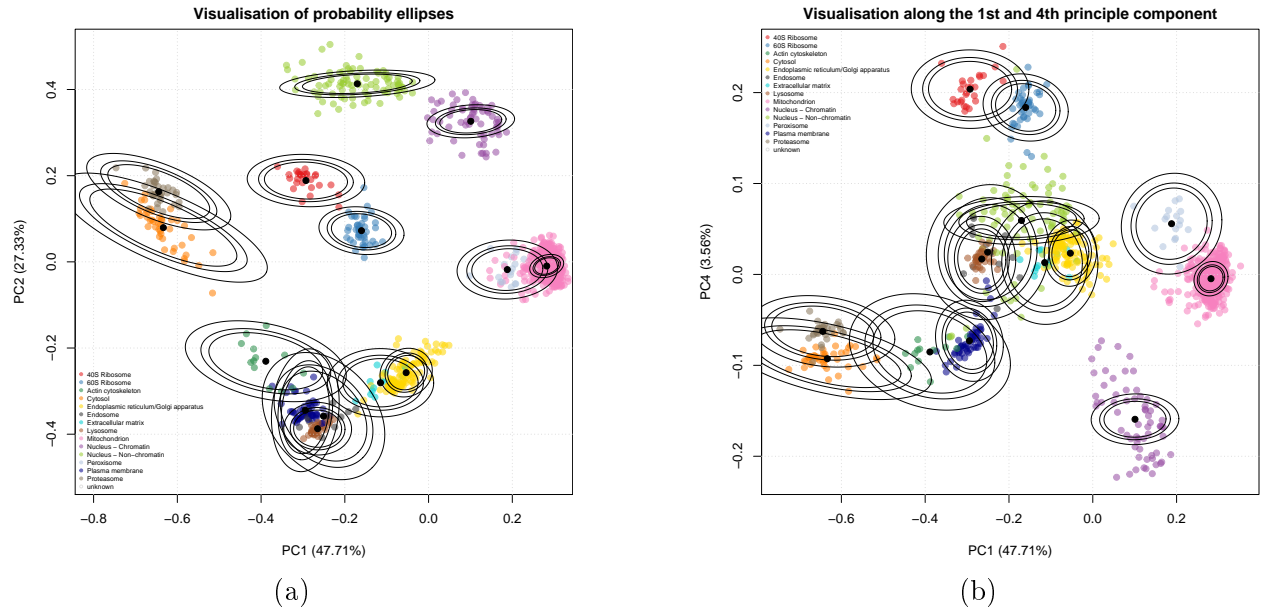 Visualisation of probability ellipses
PC2 (27.33%)
0.4
0.2
0.0
−0.2
−0.4
40S Ribosome
60S Ribosome
Actin cytoskeleton
Cytosol
Endoplasmic reticulum/Golgi apparatus
Endosome
Extracellular matrix
Lysosome
Mitochondrion
Nucleus − Chromatin
Nucleus − Non−chromatin
Peroxisome
Plasma membrane
Proteasome
unknown
−0.8 −0.6 −0.4 −0.2 0.0 0.2
PC1 (47.71%)
(a)
Visualisation along the 1st and 4th principle component
PC4 (3.56%)
0.2
0.1
0.0
−0.1
−0.2
40S Ribosome
60S Ribosome
Actin cytoskeleton
Cytosol
Endoplasmic reticulum/Golgi apparatus
Endosome
Extracellular matrix
Lysosome
Mitochondrion
Nucleus − Chromatin
Nucleus − Non−chromatin
Peroxisome
Plasma membrane
Proteasome
unknown
−0.6 −0.4 −0.2 0.0 0.2
PC1 (47.71%)
(b)